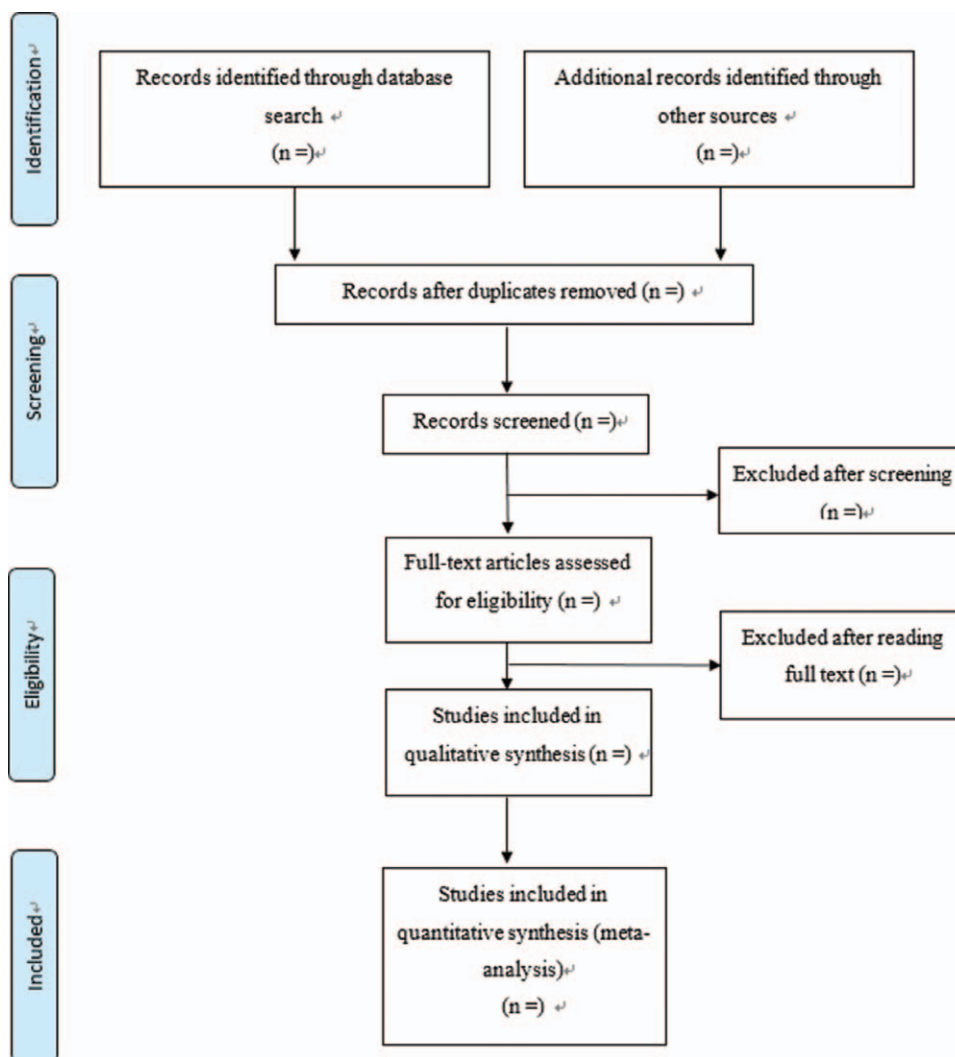 Identification
Records identified through database
search
(n =)
Additional records identified through
other sources
(n =)
Records after duplicates removed (n =)
Screening
Records screened (n =)
Excluded after screening
(n =)
Full-text articles assessed
for eligibility (n =)
Eligibility
Excluded after reading
full text (n =)
Studies included in
qualitative synthesis (n =)
Included
Studies included in
quantitative synthesis (meta-
analysis)
(n =)